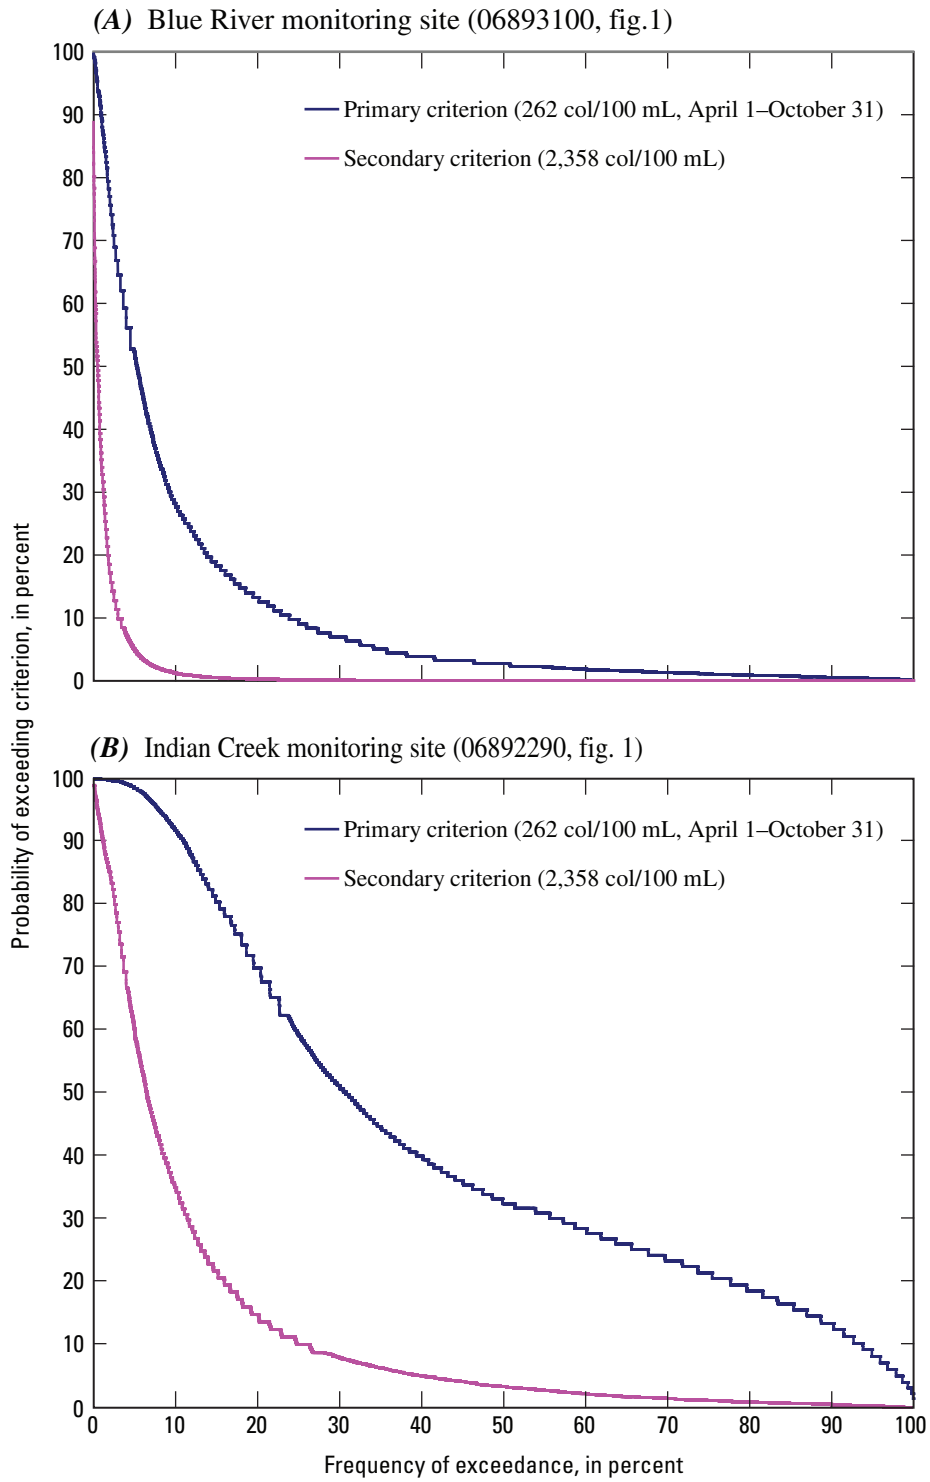 (A) Blue River monitoring site (06893100, fig.1)
100
90
80
70
60
50
40
30
20
10
0
Primary criterion (262 col/100 mL, April 1–October 31)
Secondary criterion (2,358 col/100 mL)
Probability of exceeding criterion, in percent
(B) Indian Creek monitoring site (06892290, fig. 1)
100
90
80
70
60
50
40
30
20
10
0
Primary criterion (262 col/100 mL, April 1–October 31)
Secondary criterion (2,358 col/100 mL)
0 10 20 30 40 50 60 70 80 90 100
Frequency of exceedance, in percent